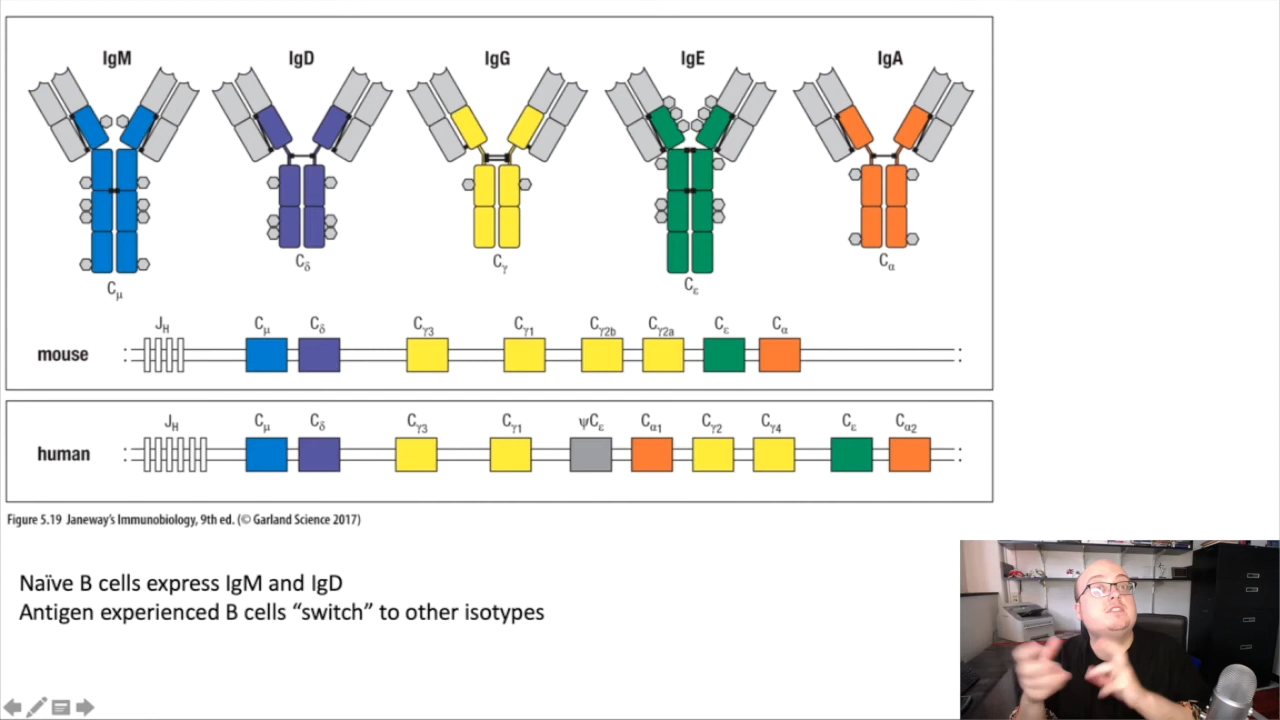 IgM IgD IgG IgE IgA
Cμ Cδ Cγ Cε Cα
JH Cμ Cδ Cγ3 Cγ1 Cγ2b Cγ2a Cε Cα
mouse
JH Cμ Cδ Cγ3 Cγ1 ψCε Cα1 Cγ2 Cγ4 Cε Cα2
human
Figure 5.19 Janeway's Immunobiology, 9th ed. (© Garland Science 2017)
Naïve B cells express IgM and IgD
Antigen experienced B cells “switch” to other isotypes